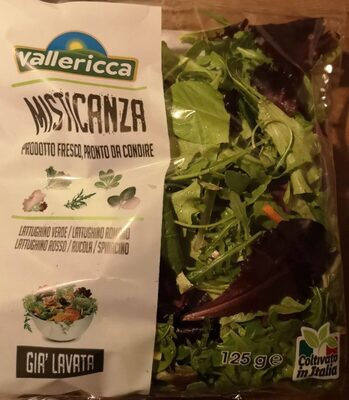 Vallericca
MISTICANZA
PRODOTTO FRESCO, PRONTO DA CONDIRE
LATTUGHINO VERDE / LATTUGHINO ROMANO
LATTUGHINO ROSSO / RUCOLA / SPINACINO
GIA' LAVATA
125 g e
Coltivato
in Italia